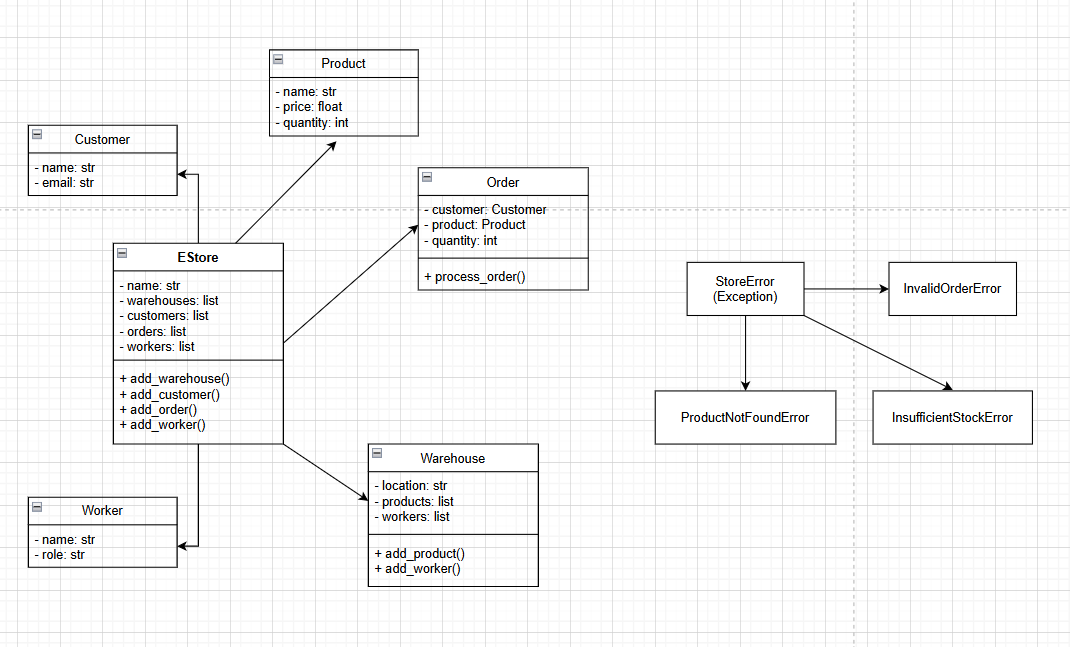 Product
- name: str
- price: float
- quantity: int
Customer
- name: str
- email: str
Order
- customer: Customer
- product: Product
- quantity: int
+ process_order()
EStore
- name: str
- warehouses: list
- customers: list
- orders: list
- workers: list
+ add_warehouse()
+ add_customer()
+ add_order()
+ add_worker()
Worker
- name: str
- role: str
Warehouse
- location: str
- products: list
- workers: list
+ add_product()
+ add_worker()
StoreError
(Exception)
InvalidOrderError
ProductNotFoundError
InsufficientStockError